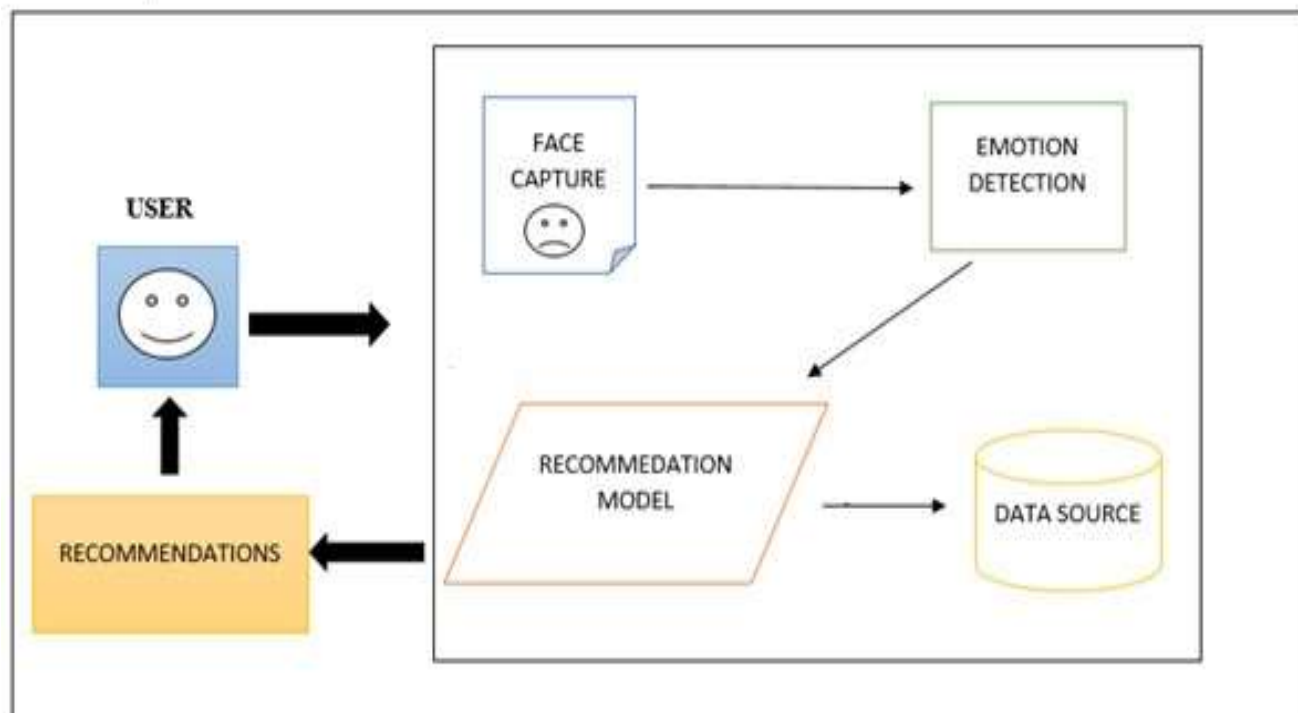 FACE
CAPTURE
EMOTION
DETECTION
USER
RECOMMEDATION
MODEL
DATA SOURCE
RECOMMENDATIONS